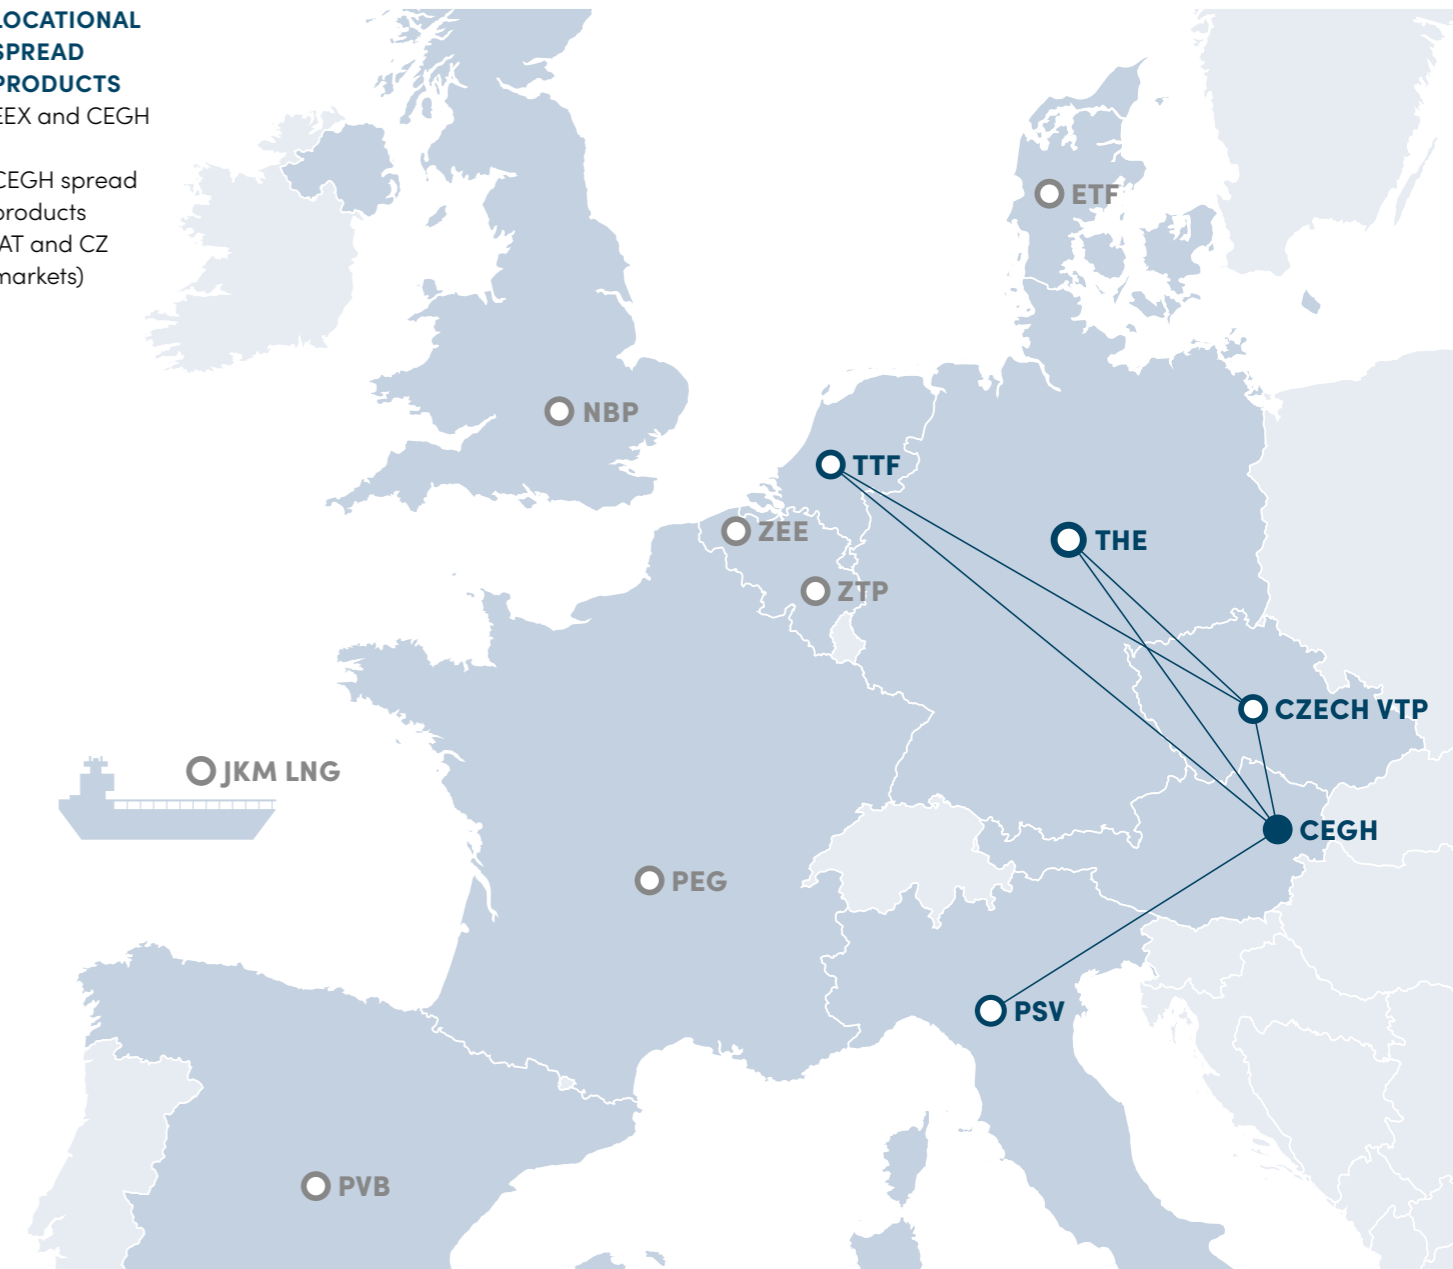 LOCATIONAL
SPREAD
PRODUCTS
EEX and CEGH
CEGH spread
products
(AT and CZ
markets)
ETF
NBP
TTF
ZEE
THE
ZTP
CZECH VTP
JKM LNG
CEGH
PEG
PSV
PVB